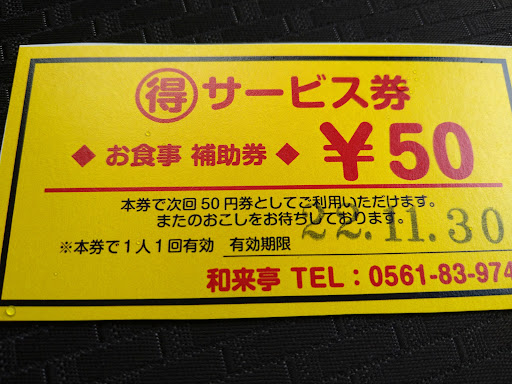 得 サービス券
◆ お食事 補助券 ◆ ¥50
本券で次回50円券としてご利用いただけます。
またのおこしをお待ちしております。
※本券で1人1回有効 有効期限 22.11.30
和来亭 TEL：0561-83-974